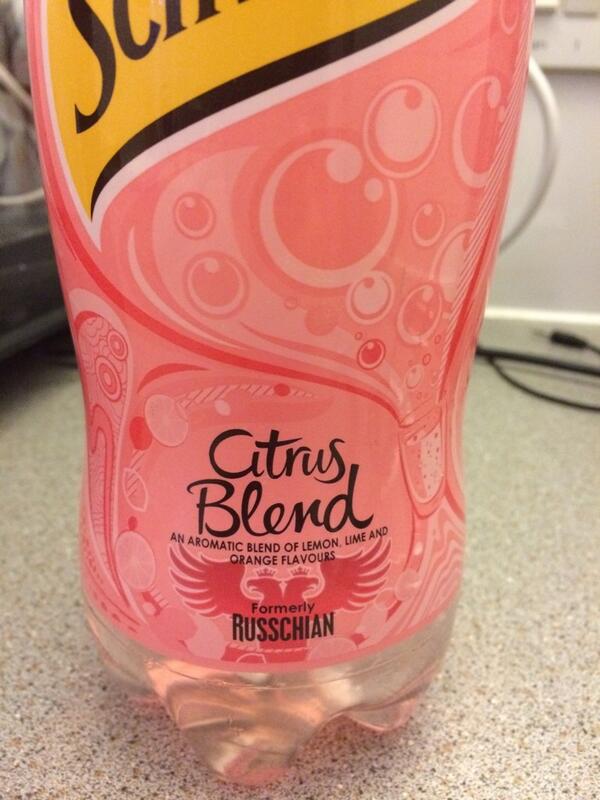 Citrus
Blend
AN AROMATIC BLEND OF LEMON, LIME AND
ORANGE FLAVOURS
Formerly
RUSSCHIAN